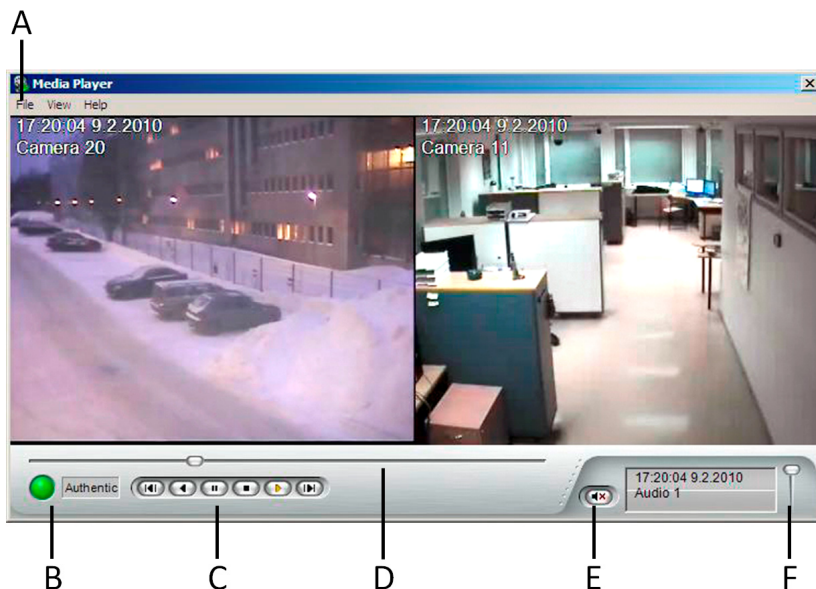 A
Media Player
File View Help
17:20:04 9.2.2010
Camera 20
17:20:04 9.2.2010
Camera 11
Authentic
17:20:04 9.2.2010
Audio 1
B C D E F